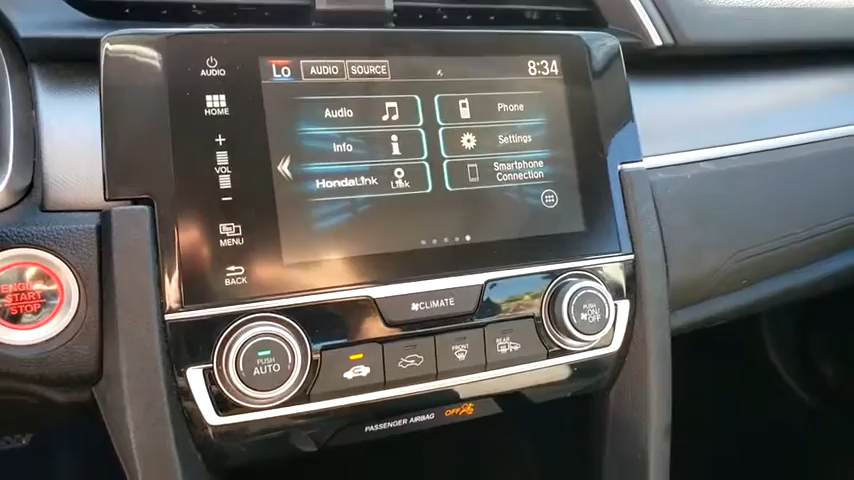 AUDIO
HOME
+
VOL
-
MENU
BACK
Lo AUDIO SOURCE 8:34
Audio Phone
Info Settings
HondaLink Link Smartphone Connection
CLIMATE
ENGINE START STOP
PUSH AUTO
FRONT REAR
PUSH ON/OFF
PASSENGER AIRBAG OFF